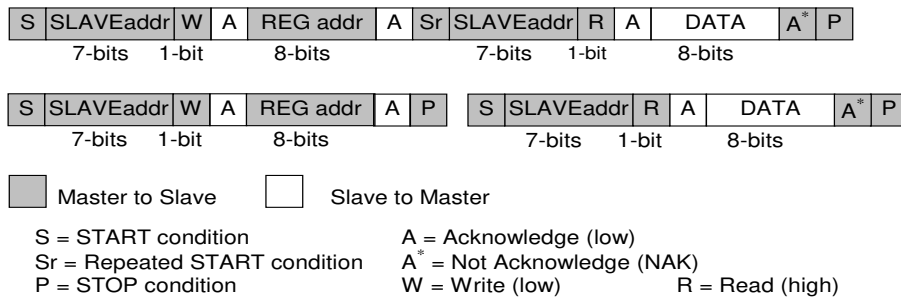 S SLAVEaddr W A REG addr A Sr SLAVEaddr R A DATA A* P
7-bits 1-bit 8-bits 7-bits 1-bit 8-bits
S SLAVEaddr W A REG addr A P S SLAVEaddr R A DATA A* P
7-bits 1-bit 8-bits 7-bits 1-bit 8-bits
Master to Slave Slave to Master
S = START condition A = Acknowledge (low)
Sr = Repeated START condition A* = Not Acknowledge (NAK)
P = STOP condition W = Write (low) R = Read (high)